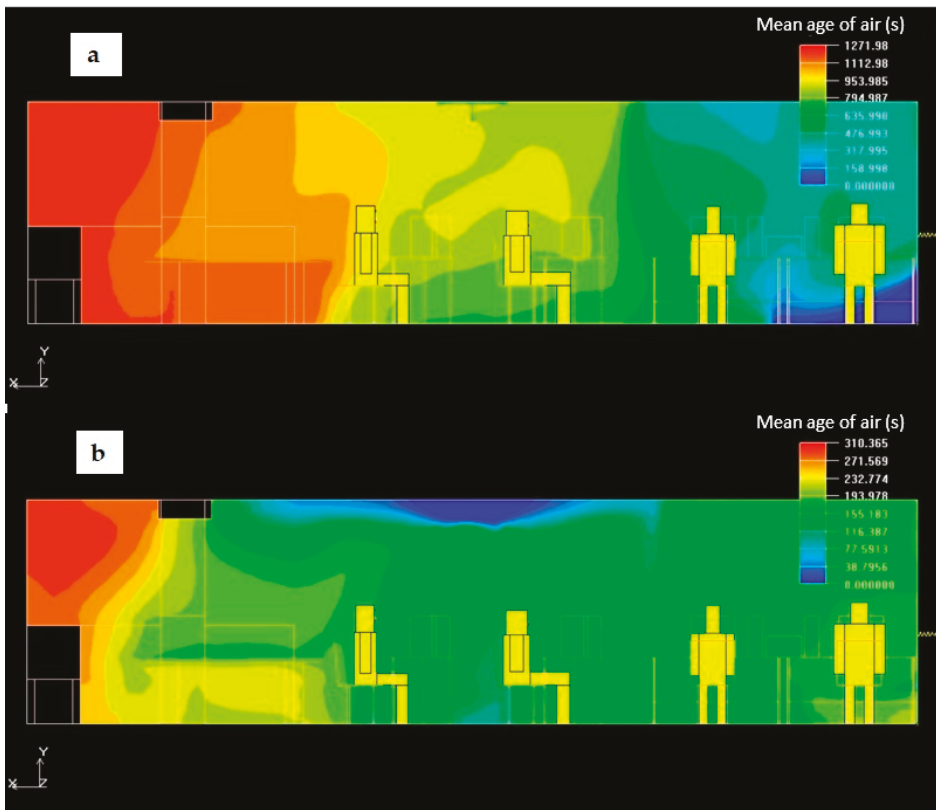 Mean age of air (s)
a
1271.98
1112.98
953.985
794.987
635.990
476.993
317.995
158.998
0.000000
Y
X
Z
Mean age of air (s)
b
310.365
271.569
232.774
193.978
155.183
116.387
77.5913
38.7956
0.000000
Y
X
Z